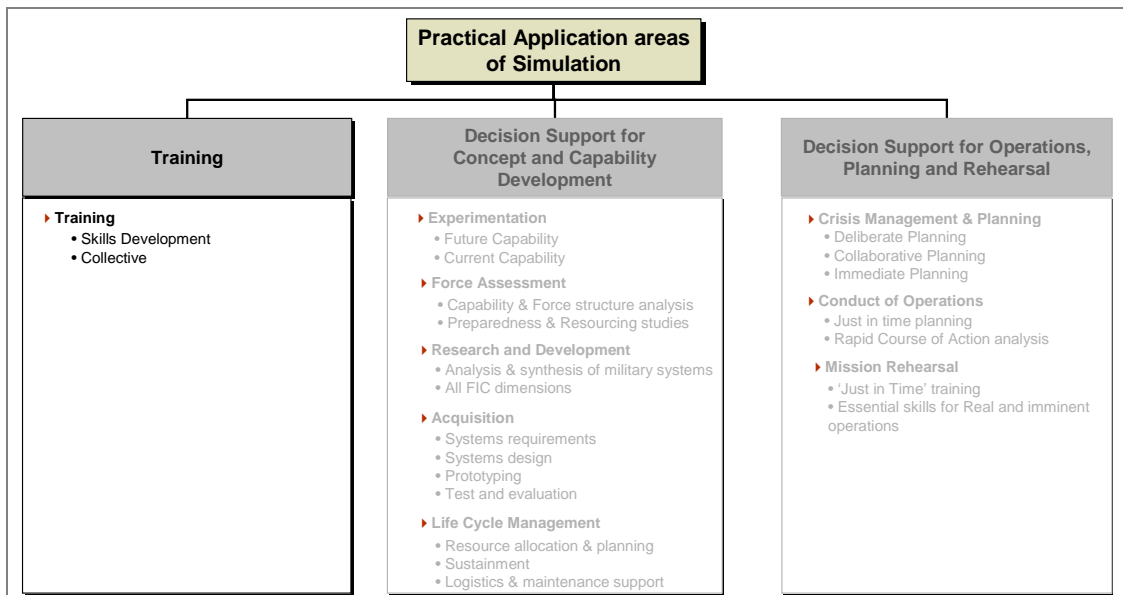 Practical Application areas
of Simulation
Training
Training
• Skills Development
• Collective
Decision Support for
Concept and Capability
Development
Experimentation
• Future Capability
• Current Capability
Force Assessment
• Capability & Force structure analysis
• Preparedness & Resourcing studies
Research and Development
• Analysis & synthesis of military systems
• All FIC dimensions
Acquisition
• Systems requirements
• Systems design
• Prototyping
• Test and evaluation
Life Cycle Management
• Resource allocation & planning
• Sustainment
• Logistics & maintenance support
Decision Support for Operations,
Planning and Rehearsal
Crisis Management & Planning
• Deliberate Planning
• Collaborative Planning
• Immediate Planning
Conduct of Operations
• Just in time planning
• Rapid Course of Action analysis
Mission Rehearsal
• ‘Just in Time’ training
• Essential skills for Real and imminent
operations